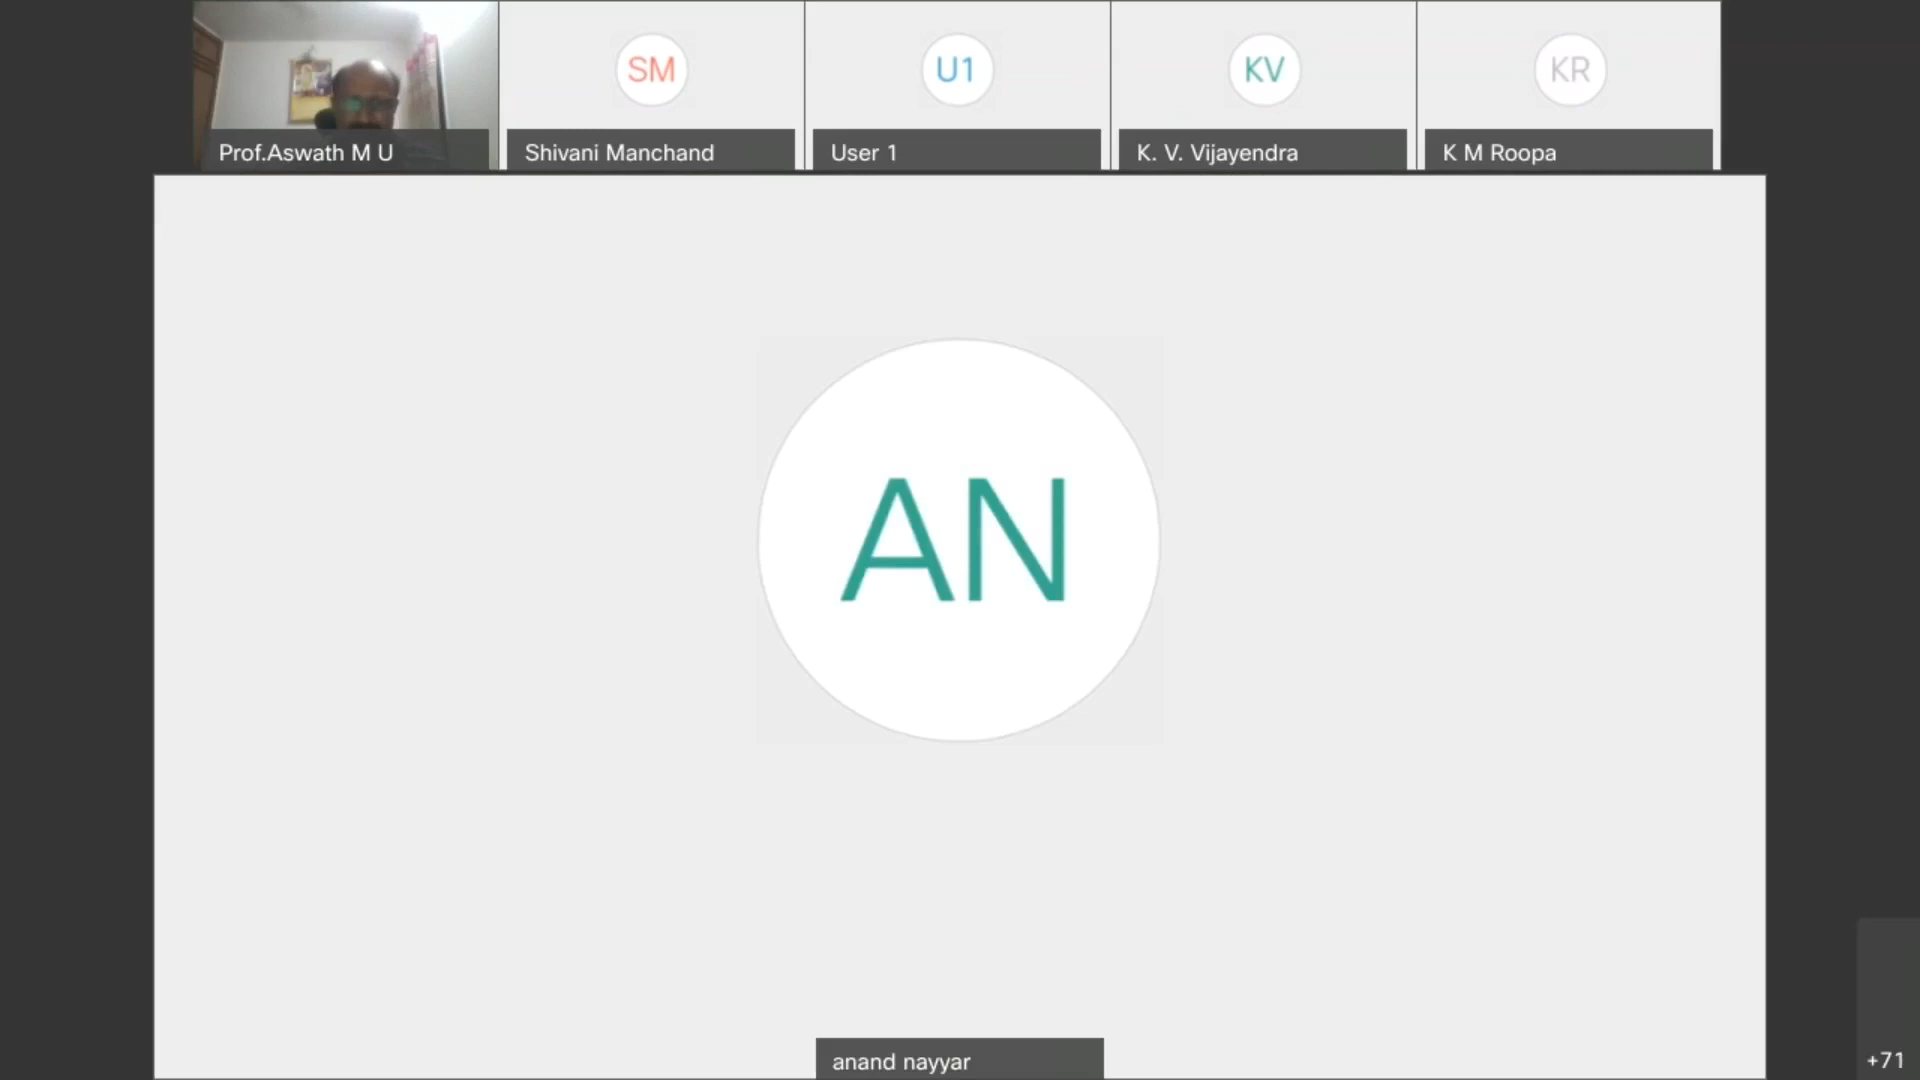 SM
U1
KV
KR
Prof.Aswath M U
Shivani Manchand
User 1
K. V. Vijayendra
K M Roopa
AN
anand nayyar
+71